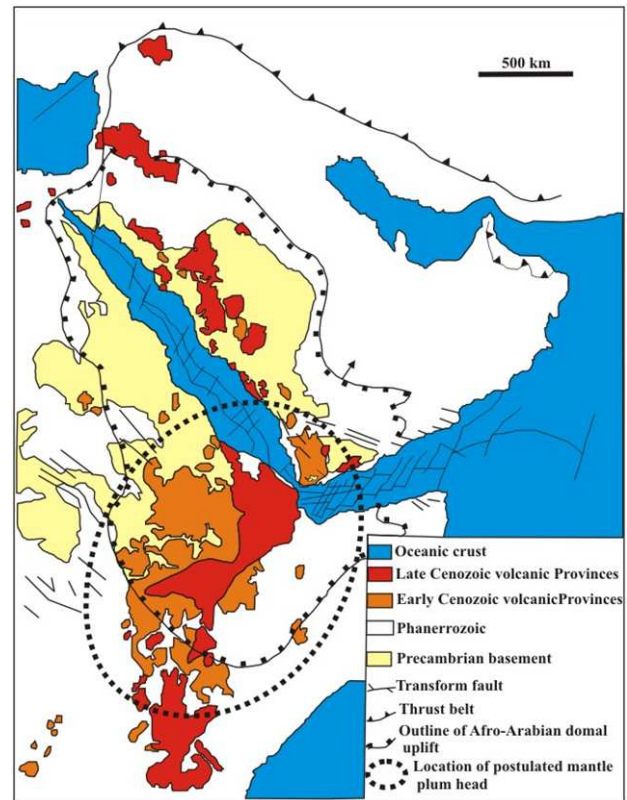 500 km
Oceanic crust
Late Cenozoic volcanic Provinces
Early Cenozoic volcanicProvinces
Phanerrozoic
Precambrian basement
Transform fault
Thrust belt
Outline of Afro-Arabian domal
uplift
Location of postulated mantle
plum head